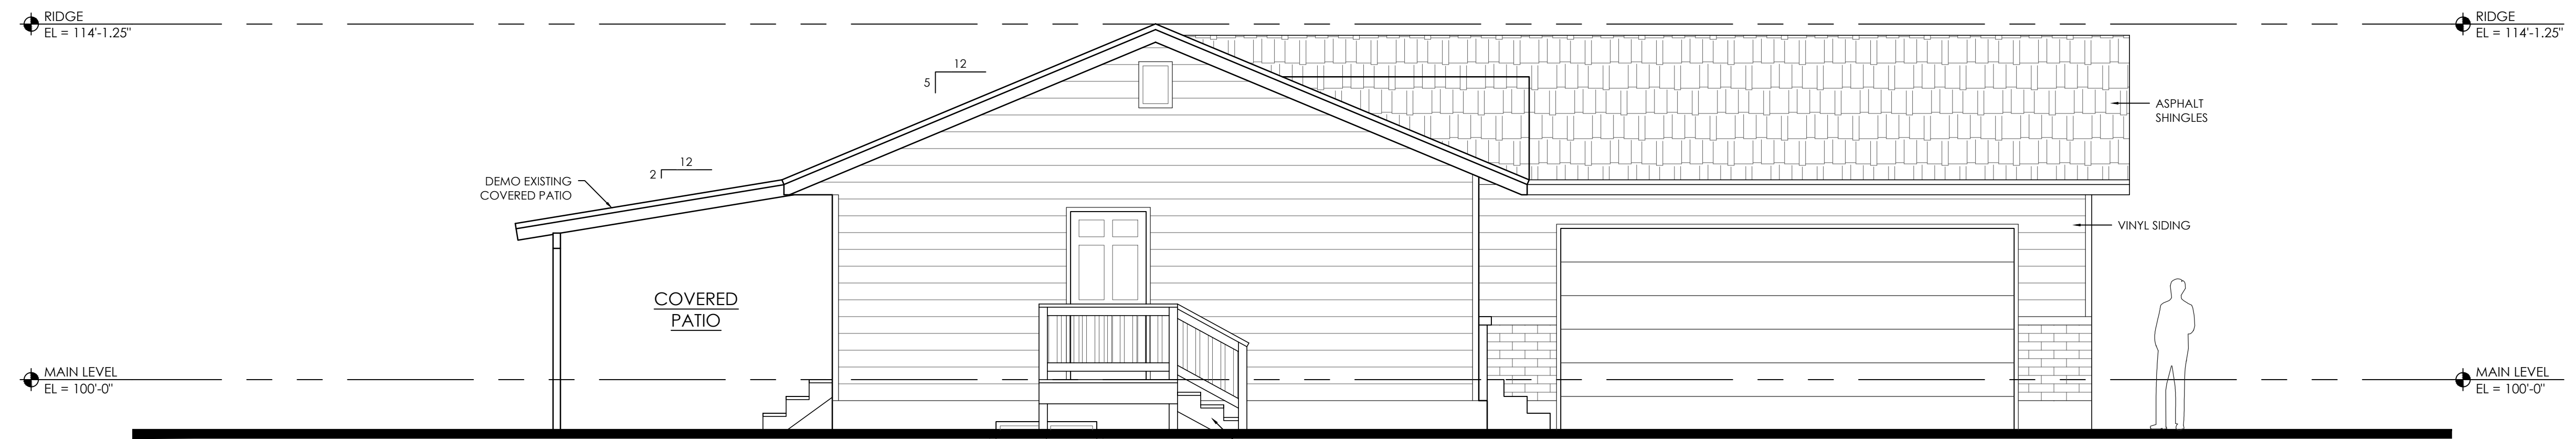 RIDGE
EL = 114'-1.25"
RIDGE
EL = 114'-1.25"
12
5
ASPHALT
SHINGLES
12
2
DEMO EXISTING
COVERED PATIO
VINYL SIDING
COVERED
PATIO
MAIN LEVEL
EL = 100'-0"
MAIN LEVEL
EL = 100'-0"